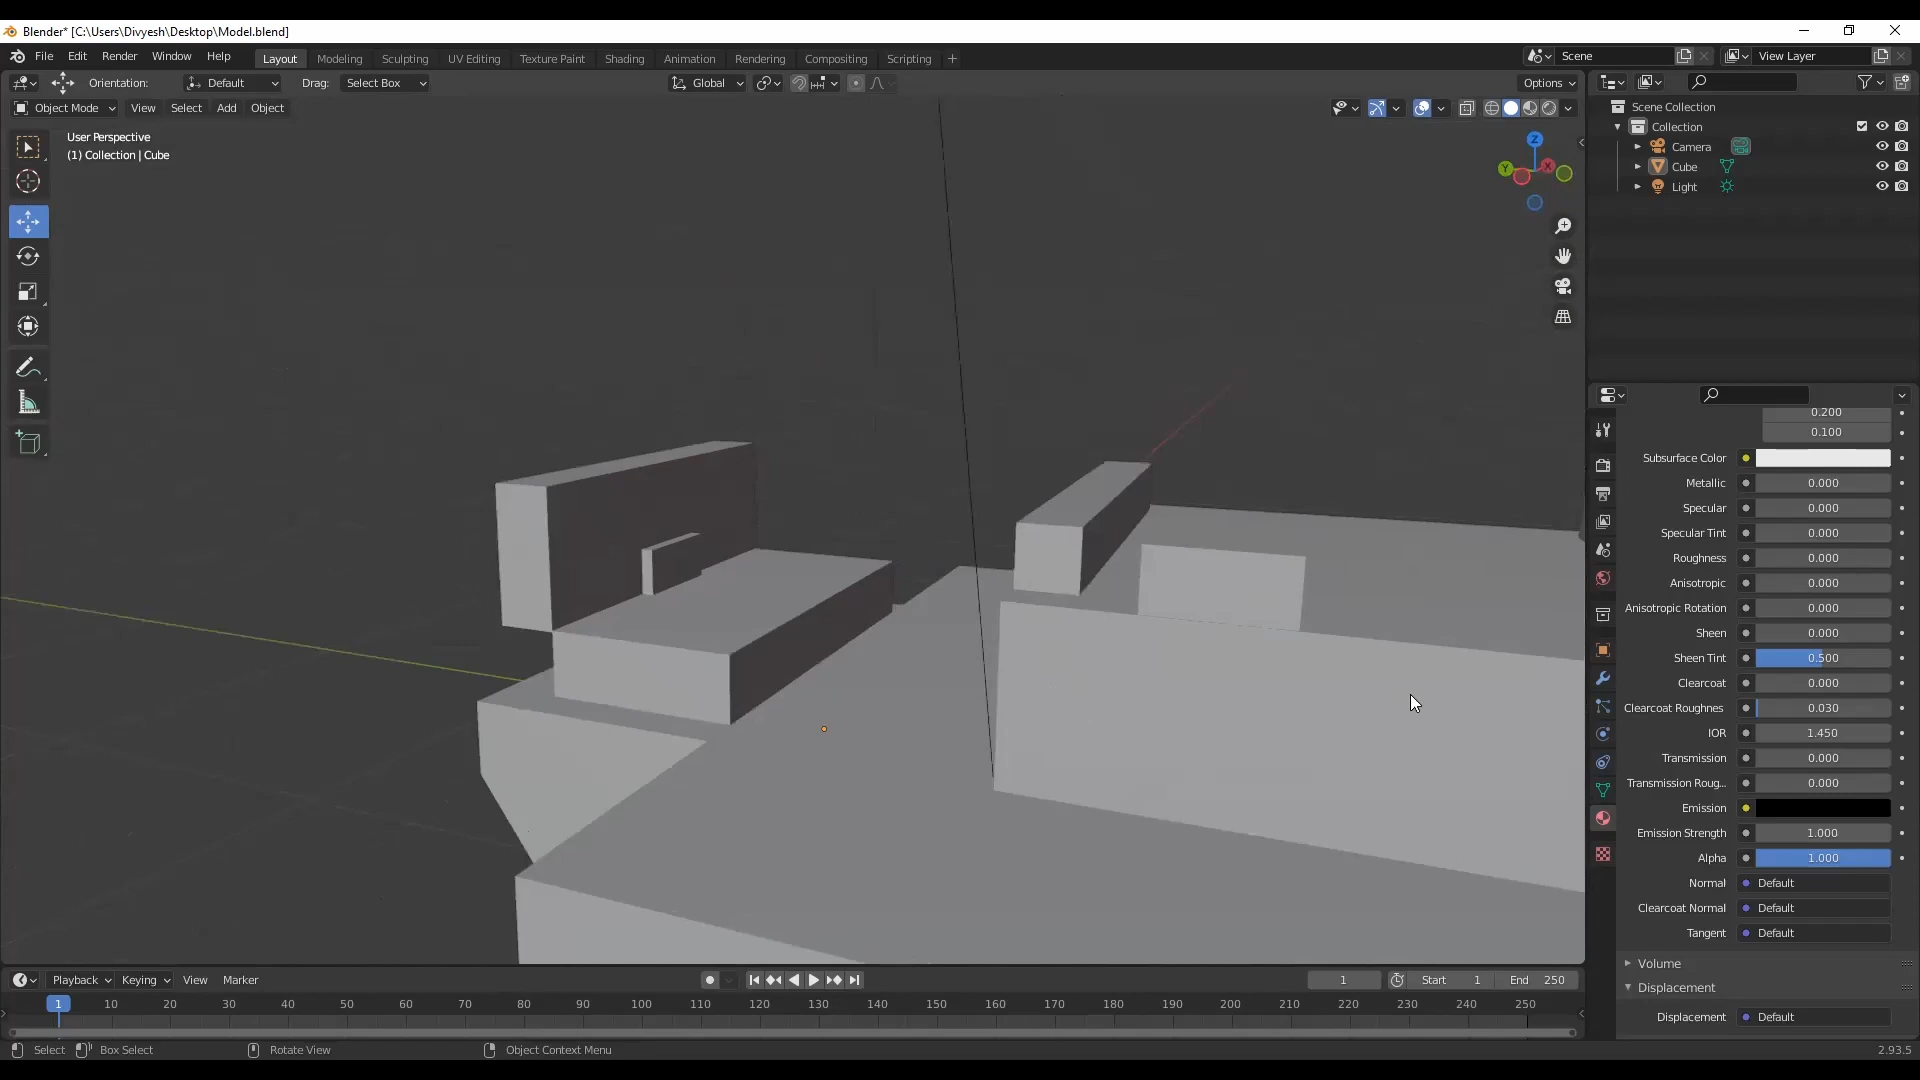 Blender* [C:\Users\Divyesh\Desktop\Model.blend]
File Edit Render Window Help Layout Modeling Sculpting UV Editing Texture Paint Shading Animation Rendering Compositing Scripting + Scene View Layer
Orientation: Default Drag: Select Box Global Options
Object Mode View Select Add Object
User Perspective
(1) Collection | Cube
Z
Y X
Scene Collection
Collection
Camera
Cube
Light
0.200
0.100
Subsurface Color
Metallic 0.000
Specular 0.000
Specular Tint 0.000
Roughness 0.000
Anisotropic 0.000
Anisotropic Rotation 0.000
Sheen 0.000
Sheen Tint 0.500
Clearcoat 0.000
Clearcoat Roughnes 0.030
IOR 1.450
Transmission 0.000
Transmission Roug... 0.000
Emission
Emission Strength 1.000
Alpha 1.000
Normal Default
Clearcoat Normal Default
Tangent Default
Volume
Displacement
Displacement Default
Playback Keying View Marker 1 Start 1 End 250
1 10 20 30 40 50 60 70 80 90 100 110 120 130 140 150 160 170 180 190 200 210 220 230 240 250
Select Box Select Rotate View Object Context Menu 2.93.5